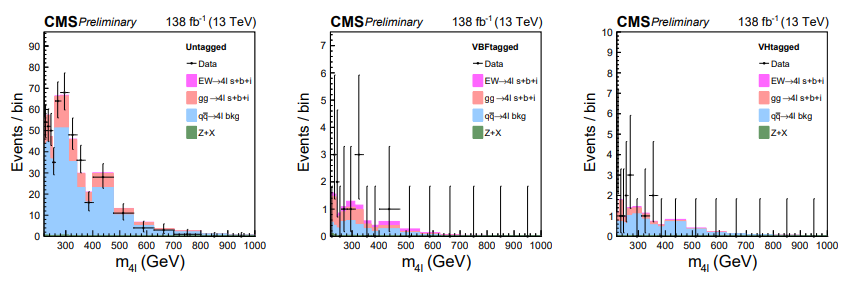 CMS Preliminary 138 fb⁻¹ (13 TeV)
Untagged
Data
EW→4l s+b+i
gg→4l s+b+i
qq̅→4l bkg
Z+X
Events / bin
90
80
70
60
50
40
30
20
10
0
300 400 500 600 700 800 900 1000
m4l (GeV)
CMS Preliminary 138 fb⁻¹ (13 TeV)
VBFtagged
Data
EW→4l s+b+i
gg→4l s+b+i
qq̅→4l bkg
Z+X
Events / bin
7
6
5
4
3
2
1
0
300 400 500 600 700 800 900 1000
m4l (GeV)
CMS Preliminary 138 fb⁻¹ (13 TeV)
VHtagged
Data
EW→4l s+b+i
gg→4l s+b+i
qq̅→4l bkg
Z+X
Events / bin
10
9
8
7
6
5
4
3
2
1
0
300 400 500 600 700 800 900 1000
m4l (GeV)